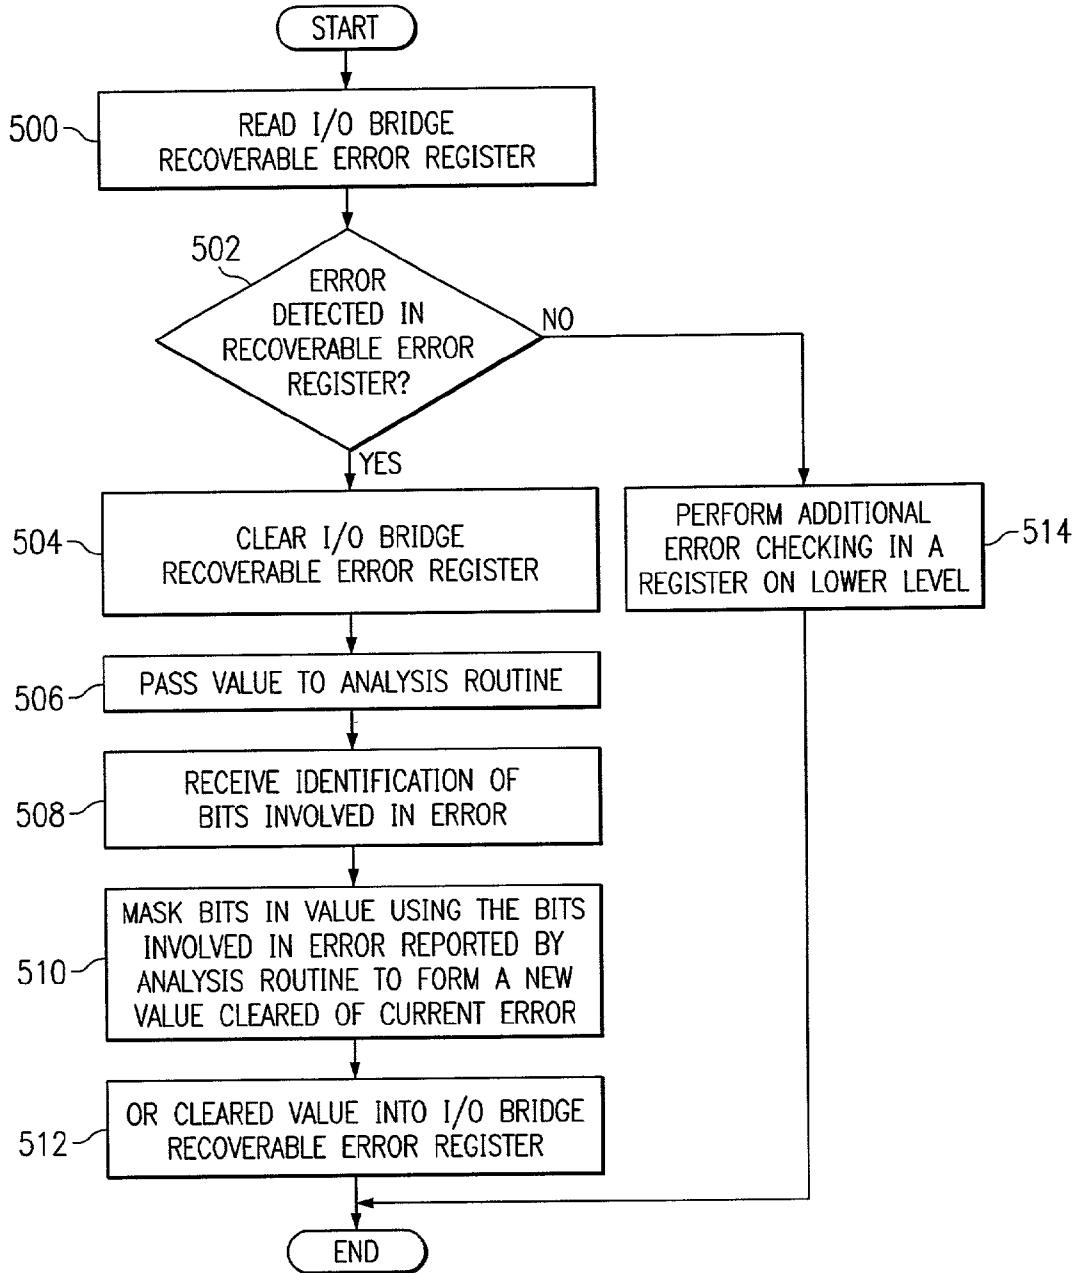 START
500
READ I/O BRIDGE
RECOVERABLE ERROR REGISTER
502
ERROR
DETECTED IN
RECOVERABLE ERROR
REGISTER?
NO
YES
504
CLEAR I/O BRIDGE
RECOVERABLE ERROR REGISTER
PERFORM ADDITIONAL
ERROR CHECKING IN A
REGISTER ON LOWER LEVEL
514
506
PASS VALUE TO ANALYSIS ROUTINE
508
RECEIVE IDENTIFICATION OF
BITS INVOLVED IN ERROR
510
MASK BITS IN VALUE USING THE BITS
INVOLVED IN ERROR REPORTED BY
ANALYSIS ROUTINE TO FORM A NEW
VALUE CLEARED OF CURRENT ERROR
512
OR CLEARED VALUE INTO I/O BRIDGE
RECOVERABLE ERROR REGISTER
END